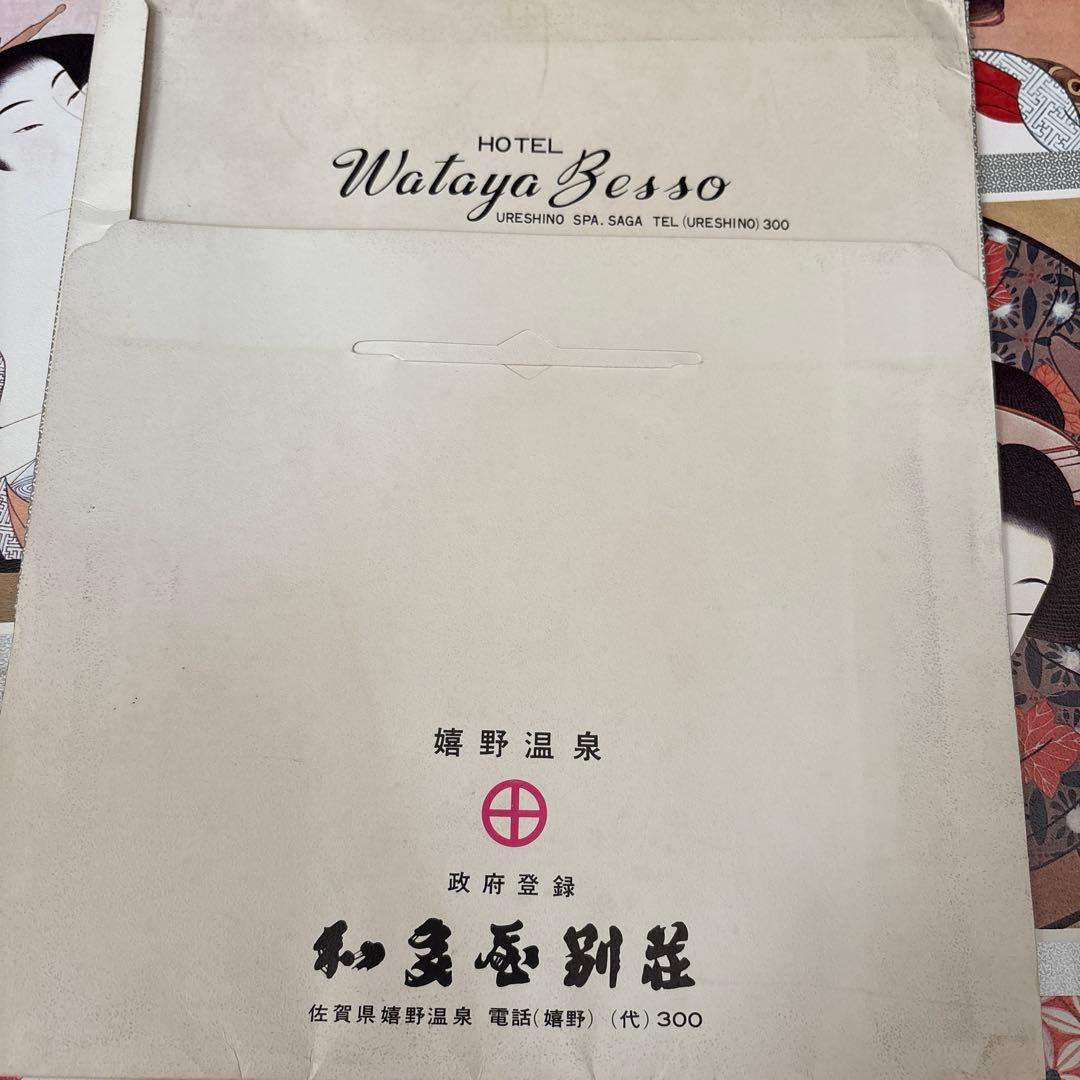 HOTEL
Wataya Besso
URESHINO SPA. SAGA TEL (URESHINO) 300
嬉野温泉
政府登録
和多屋別荘
佐賀県嬉野温泉 電話(嬉野) (代) 300